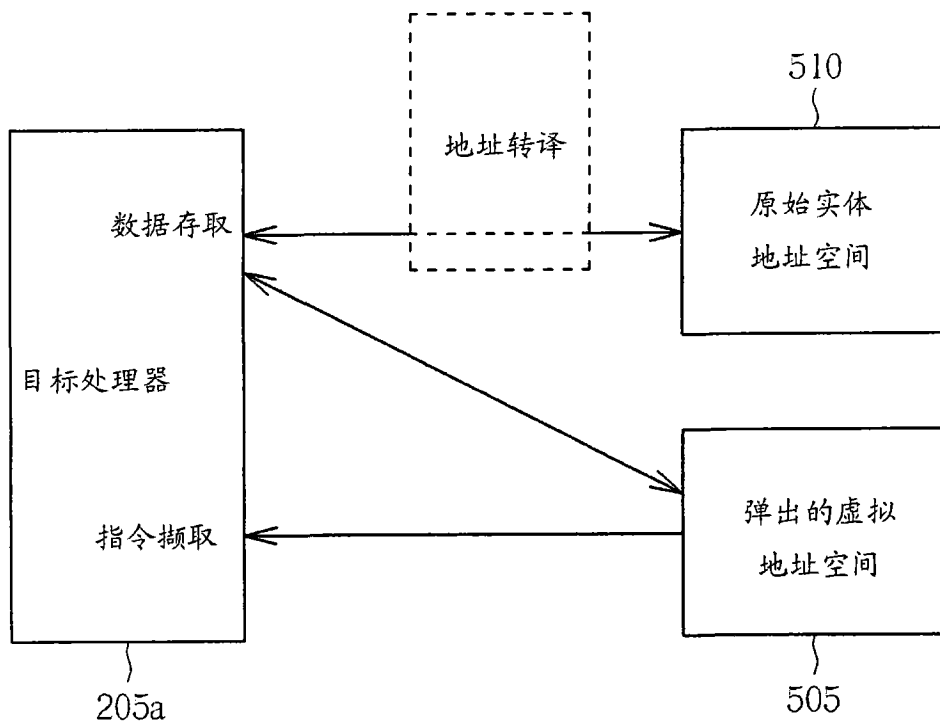 510
地址转译
原始实体
地址空间
数据存取
目标处理器
指令撷取
弹出的虚拟
地址空间
205a
505